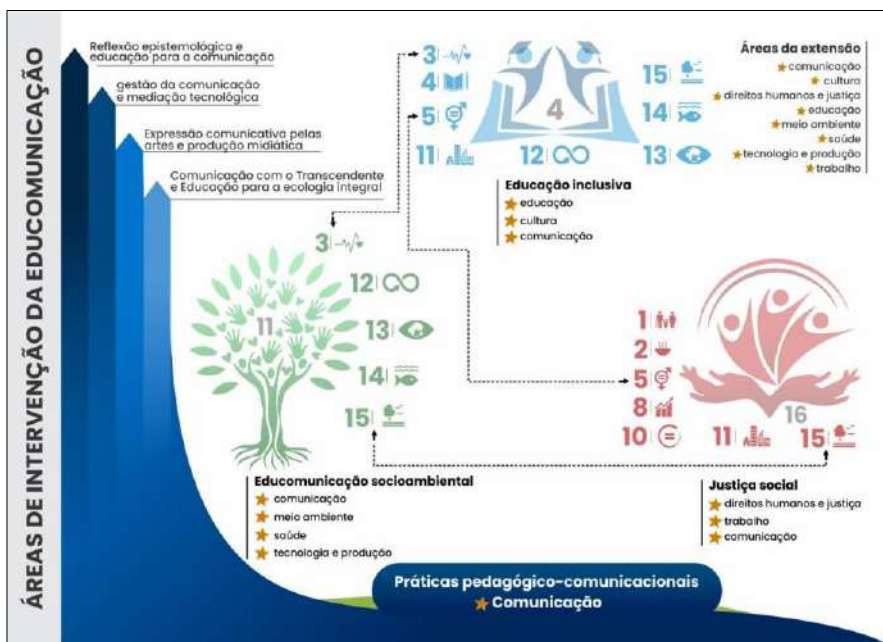 ÁREAS DE INTERVENÇÃO DA EDUCOMUNICAÇÃO
Reflexão epistemológica e
educação para a comunicação
gestão da comunicação
e mediação tecnológica
Expressão comunicativa pelas
artes e produção midiática
Comunicação com o Transcendente
e Educação para a ecologia integral
3
4
5
11
12
4
15
14
13
Educação inclusiva
educação
cultura
comunicação
Áreas da extensão
comunicação
cultura
direitos humanos e justiça
educação
meio ambiente
saúde
tecnologia e produção
trabalho
3
12
13
14
15
11
Educomunicação socioambiental
comunicação
meio ambiente
saúde
tecnologia e produção
1
2
5
8
10
11
15
16
Justiça social
direitos humanos e justiça
trabalho
comunicação
Práticas pedagógico-comunicacionais
Comunicação